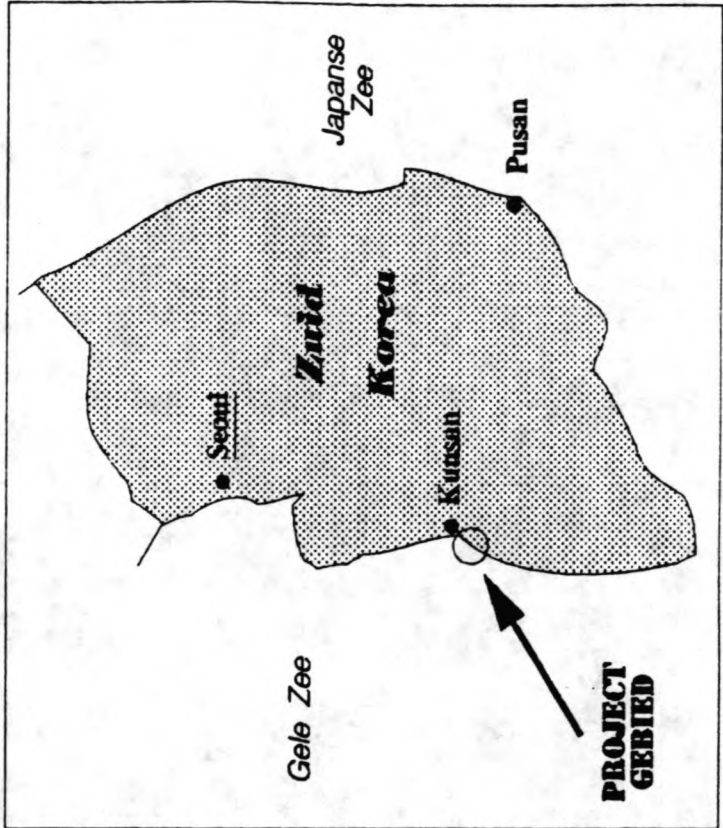 Japanse
Zee
Seoul
Zuid
Korea
Kunsan
Pusan
Gele Zee
PROJECT
GEBIED